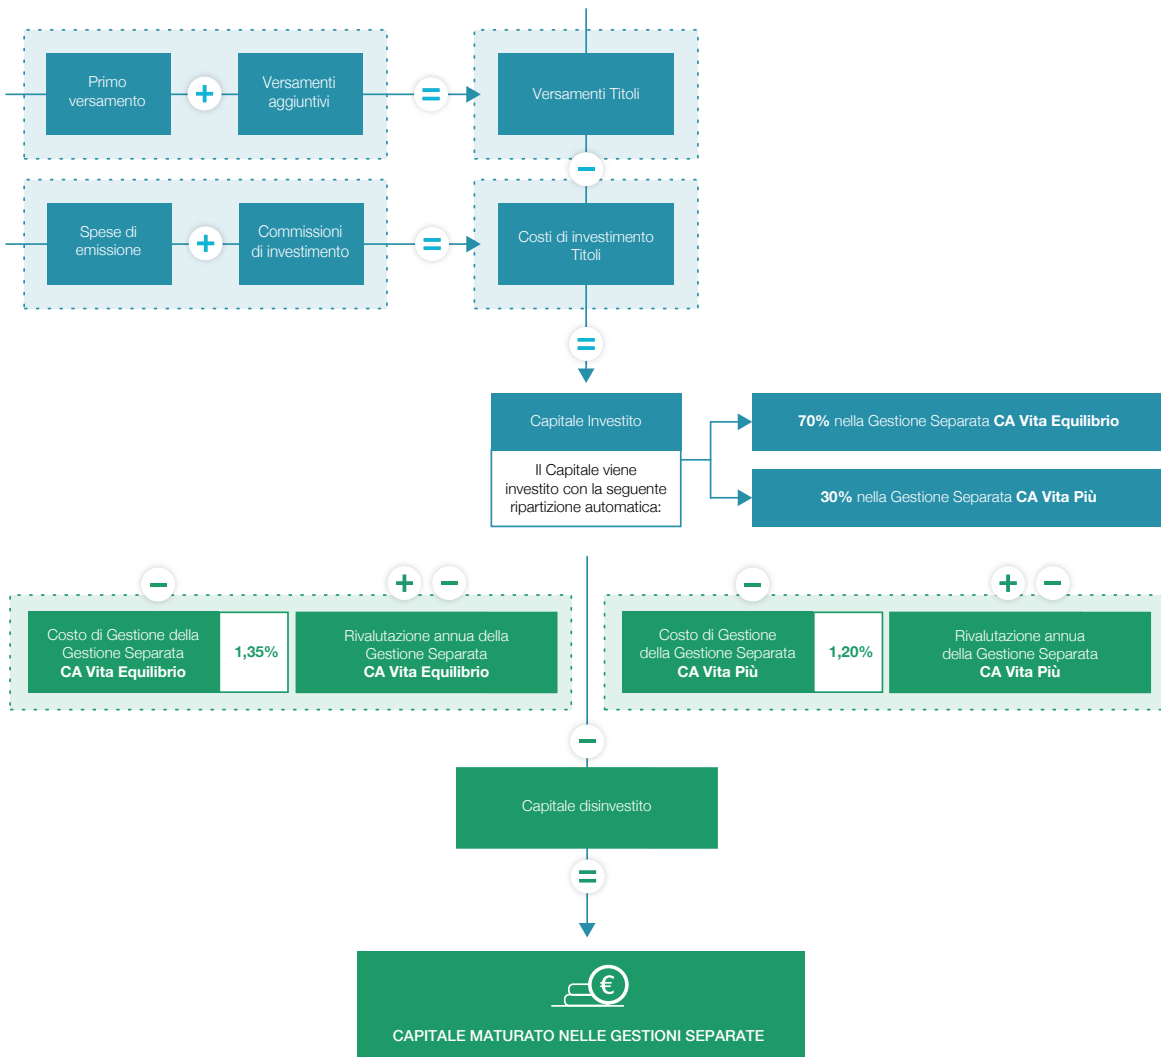 Primo
versamento
+
Versamenti
aggiuntivi
=
Versamenti Titoli
−
Spese di
emissione
+
Commissioni
di investimento
=
Costi di investimento
Titoli
=
Capitale Investito
Il Capitale viene
investito con la seguente
ripartizione automatica:
70% nella Gestione Separata CA Vita Equilibrio
30% nella Gestione Separata CA Vita Più
−
+ −
−
+ −
Costo di Gestione della
Gestione Separata
CA Vita Equilibrio
1,35%
Rivalutazione annua della
Gestione Separata
CA Vita Equilibrio
Costo di Gestione
della Gestione Separata
CA Vita Più
1,20%
Rivalutazione annua
della Gestione Separata
CA Vita Più
−
Capitale disinvestito
=
€
CAPITALE MATURATO NELLE GESTIONI SEPARATE